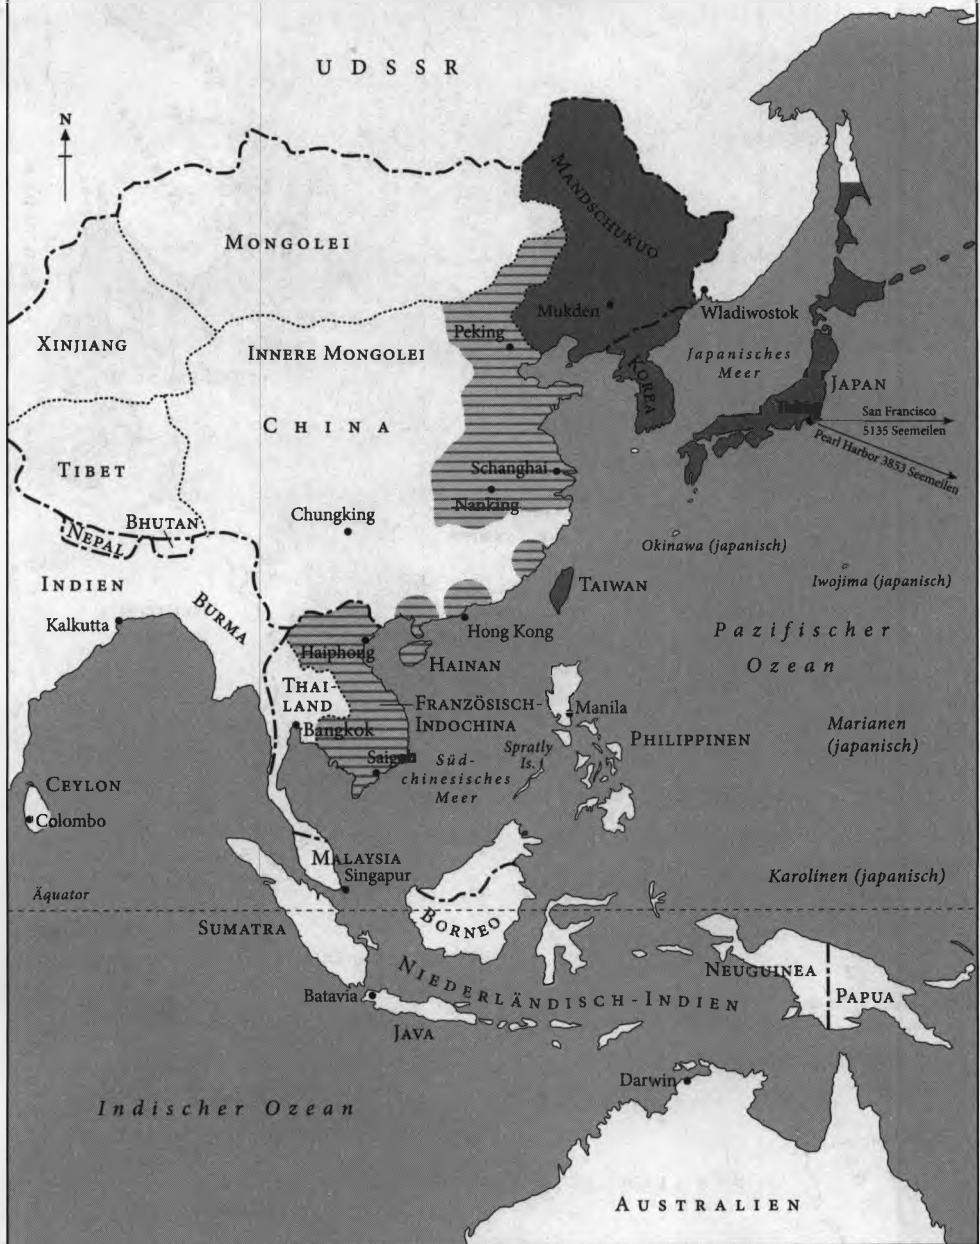 UDSSR
N
MANDSCHUKUO
MONGOLEI
Mukden
Wladiwostok
XINJIANG
INNERE MONGOLEI
Peking
Japanisches
Meer
KOREA
JAPAN
San Francisco
5135 Seemeilen
Pearl Harbor 3853 Seemeilen
CHINA
TIBET
Schanghai
Nanking
Chungking
BHUTAN
NEPAL
Okinawa (japanisch)
INDIEN
BURMA
TAIWAN
Iwojima (japanisch)
Kalkutta
Hong Kong
Pazifischer
Ozean
Haiphong
HAINAN
THAI-
LAND
FRANZÖSISCH-
INDOCHINA
Manila
Bangkok
PHILIPPINEN
Marianen
(japanisch)
Saigon
Süd-
chinesisches
Meer
Spratly
Is.
CEYLON
Colombo
MALAYSIA
Singapur
Karolinen (japanisch)
Äquator
SUMATRA
BORNEO
NIEDERLÄNDISCH-INDIEN
NEUGUINEA
PAPUA
Batavia
JAVA
Darwin
Indischer Ozean
AUSTRALIEN